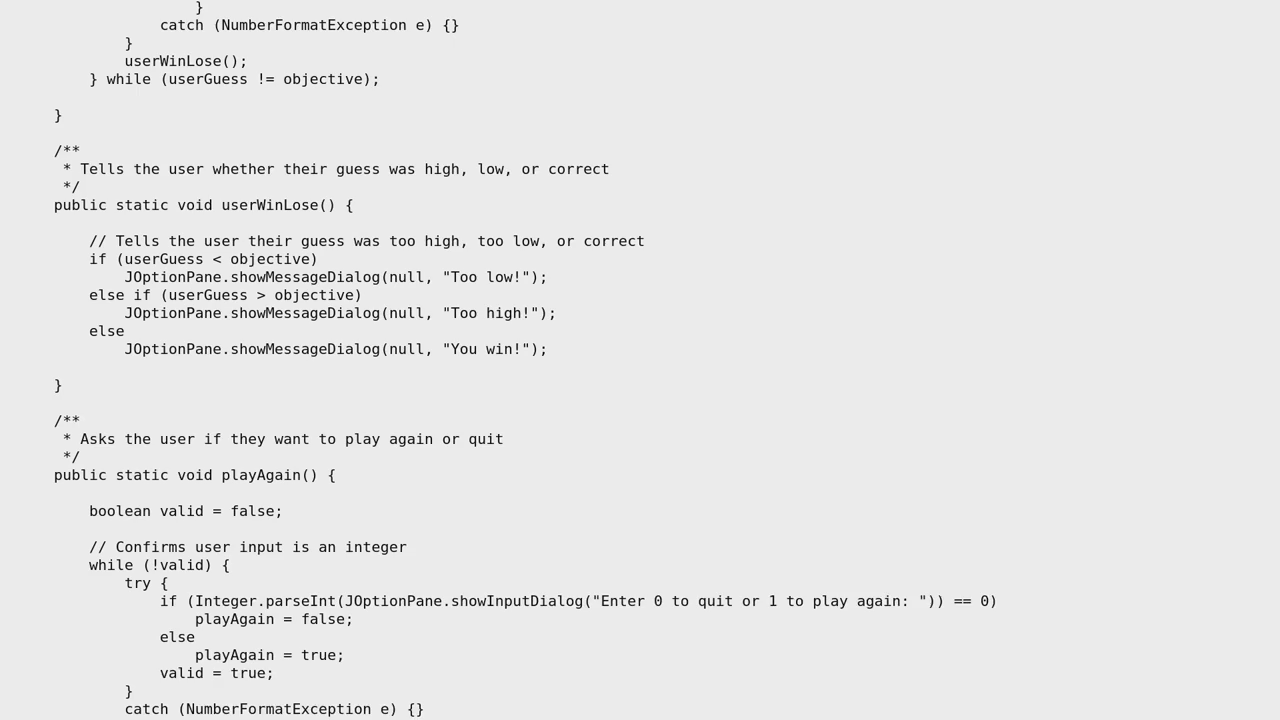 }
catch (NumberFormatException e) {}
}
userWinLose();
} while (userGuess != objective);
}
/**
* Tells the user whether their guess was high, low, or correct
*/
public static void userWinLose() {
// Tells the user their guess was too high, too low, or correct
if (userGuess < objective)
JOptionPane.showMessageDialog(null, "Too low!");
else if (userGuess > objective)
JOptionPane.showMessageDialog(null, "Too high!");
else
JOptionPane.showMessageDialog(null, "You win!");
}
/**
* Asks the user if they want to play again or quit
*/
public static void playAgain() {
boolean valid = false;
// Confirms user input is an integer
while (!valid) {
try {
if (Integer.parseInt(JOptionPane.showInputDialog("Enter 0 to quit or 1 to play again: ")) == 0)
playAgain = false;
else
playAgain = true;
valid = true;
}
catch (NumberFormatException e) {}